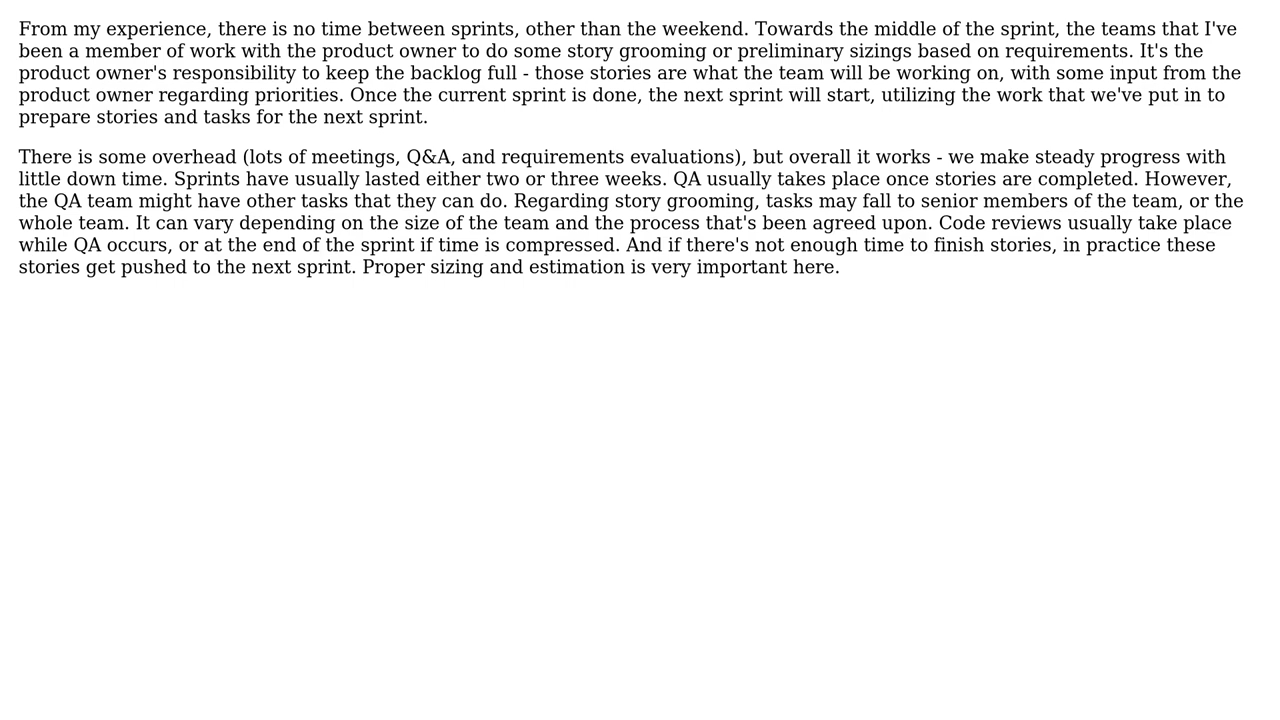 From my experience, there is no time between sprints, other than the weekend. Towards the middle of the sprint, the teams that I've
been a member of work with the product owner to do some story grooming or preliminary sizings based on requirements. It's the
product owner's responsibility to keep the backlog full - those stories are what the team will be working on, with some input from the
product owner regarding priorities. Once the current sprint is done, the next sprint will start, utilizing the work that we've put in to
prepare stories and tasks for the next sprint.
There is some overhead (lots of meetings, Q&A, and requirements evaluations), but overall it works - we make steady progress with
little down time. Sprints have usually lasted either two or three weeks. QA usually takes place once stories are completed. However,
the QA team might have other tasks that they can do. Regarding story grooming, tasks may fall to senior members of the team, or the
whole team. It can vary depending on the size of the team and the process that's been agreed upon. Code reviews usually take place
while QA occurs, or at the end of the sprint if time is compressed. And if there's not enough time to finish stories, in practice these
stories get pushed to the next sprint. Proper sizing and estimation is very important here.